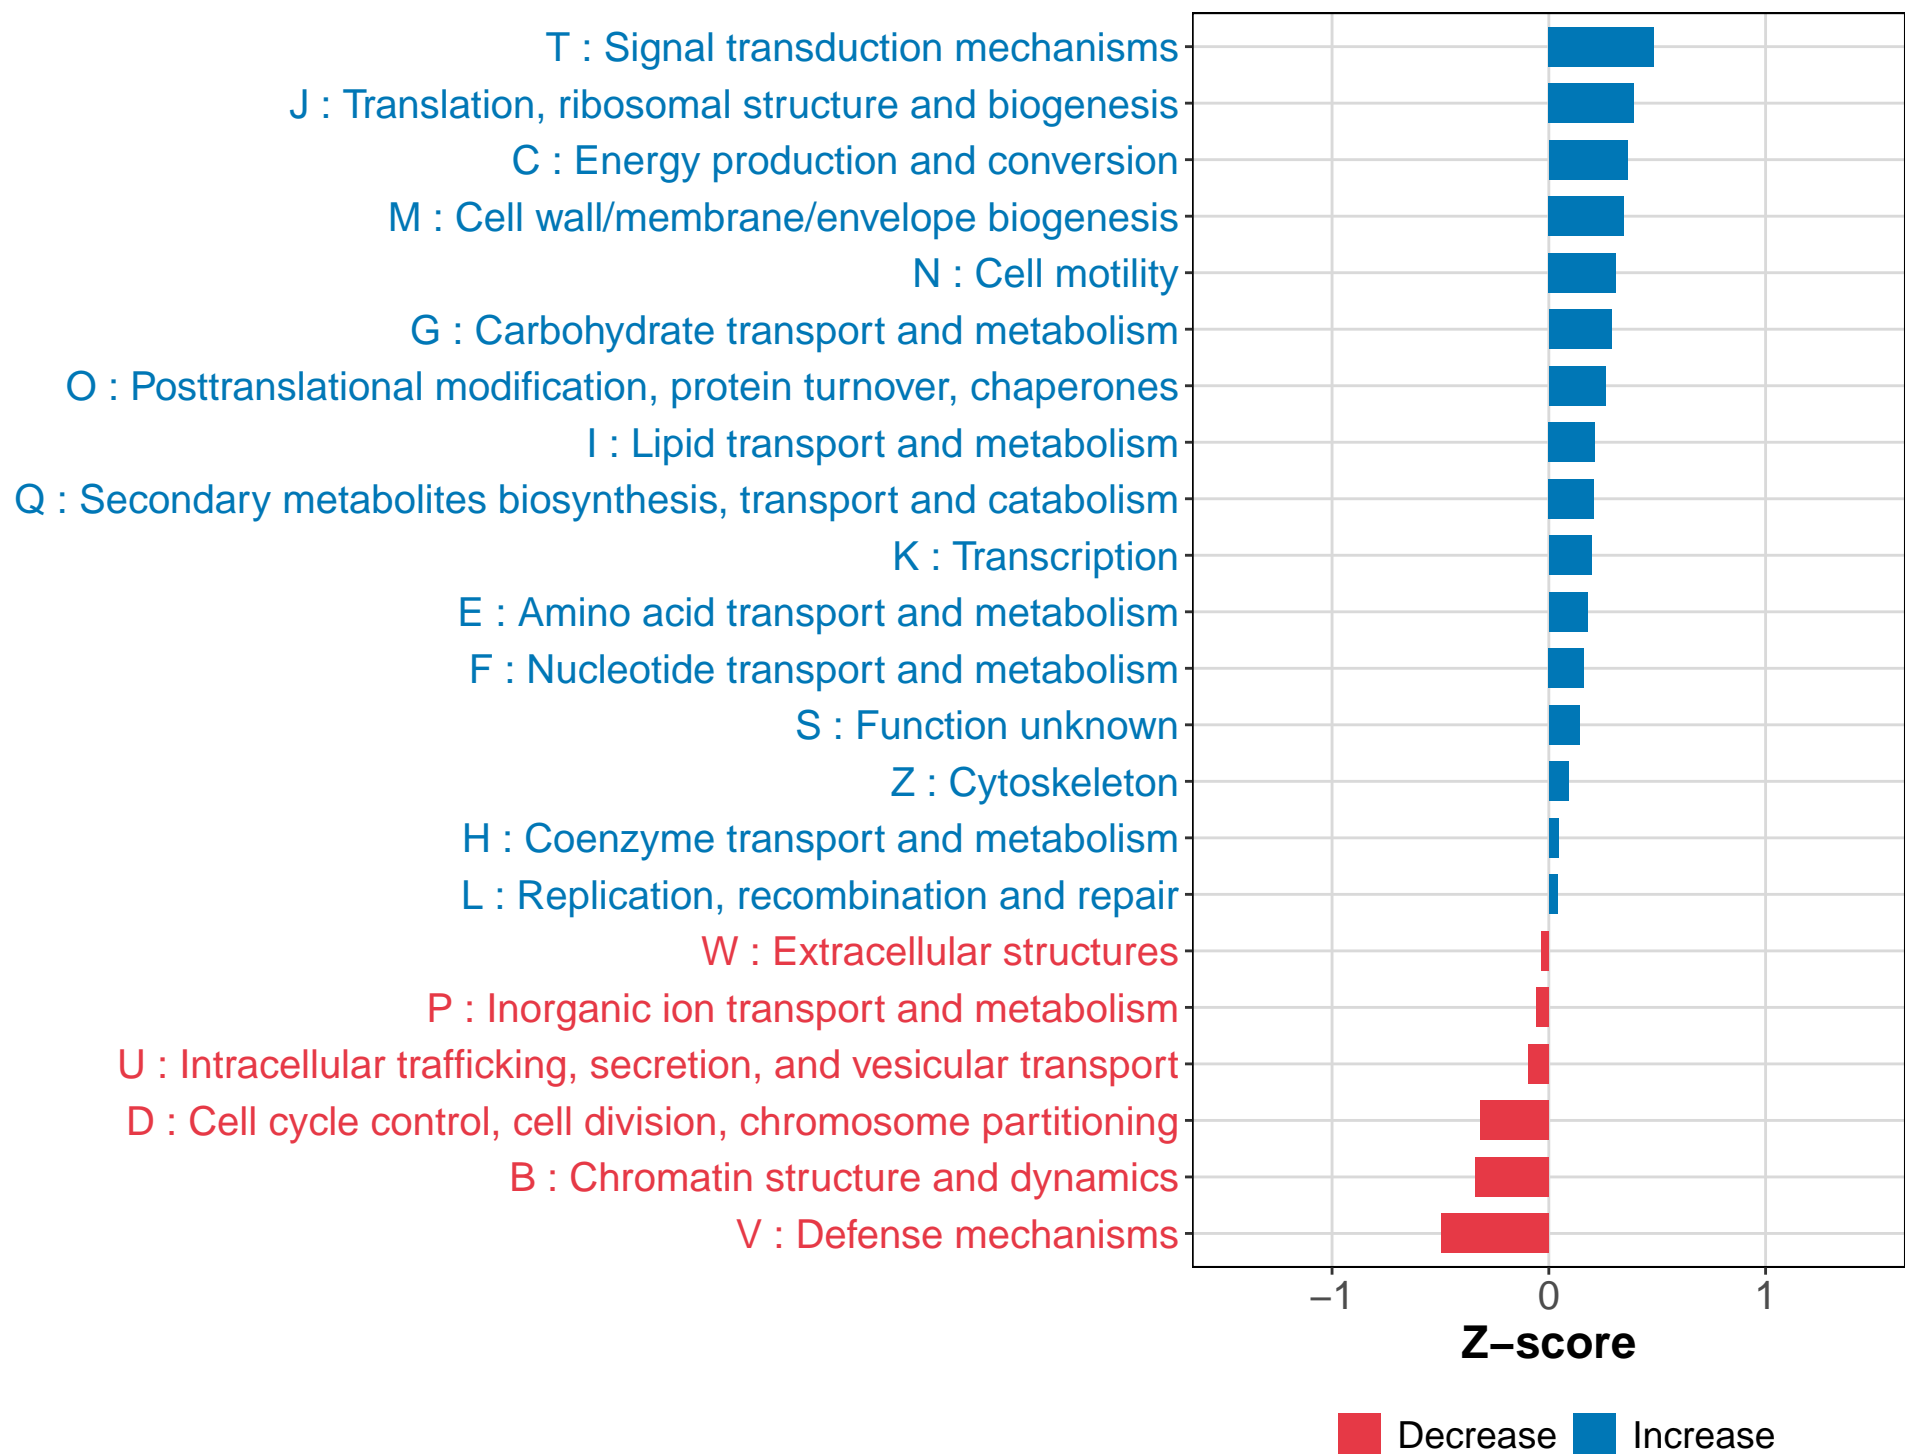 T : Signal transduction mechanisms
J : Translation, ribosomal structure and biogenesis
C : Energy production and conversion
M : Cell wall/membrane/envelope biogenesis
N : Cell motility
G : Carbohydrate transport and metabolism
O : Posttranslational modification, protein turnover, chaperones
I : Lipid transport and metabolism
Q : Secondary metabolites biosynthesis, transport and catabolism
K : Transcription
E : Amino acid transport and metabolism
F : Nucleotide transport and metabolism
S : Function unknown
Z : Cytoskeleton
H : Coenzyme transport and metabolism
L : Replication, recombination and repair
W : Extracellular structures
P : Inorganic ion transport and metabolism
U : Intracellular trafficking, secretion, and vesicular transport
D : Cell cycle control, cell division, chromosome partitioning
B : Chromatin structure and dynamics
V : Defense mechanisms
−1 0 1
Z−score
Decrease Increase